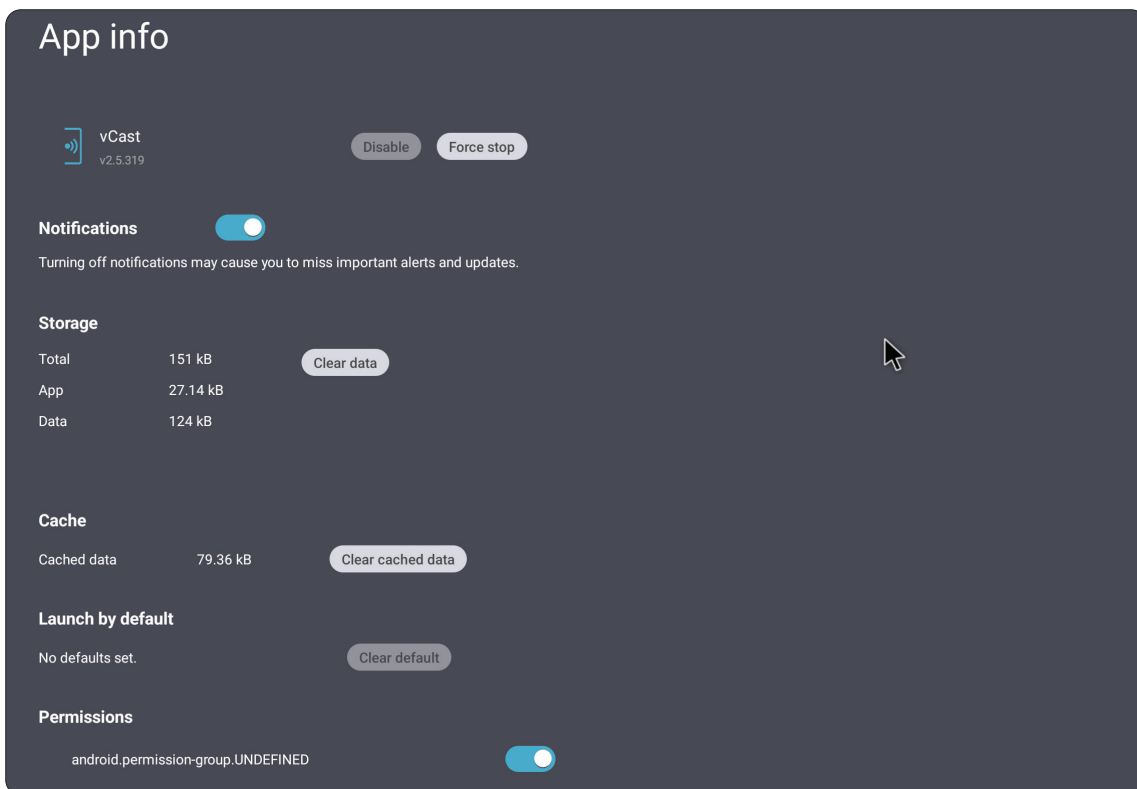 App info
vCast
v2.5.319
Disable
Force stop
Notifications
Turning off notifications may cause you to miss important alerts and updates.
Storage
Total 151 kB
Clear data
App 27.14 kB
Data 124 kB
Cache
Cached data 79.36 kB
Clear cached data
Launch by default
No defaults set.
Clear default
Permissions
android.permission-group.UNDEFINED